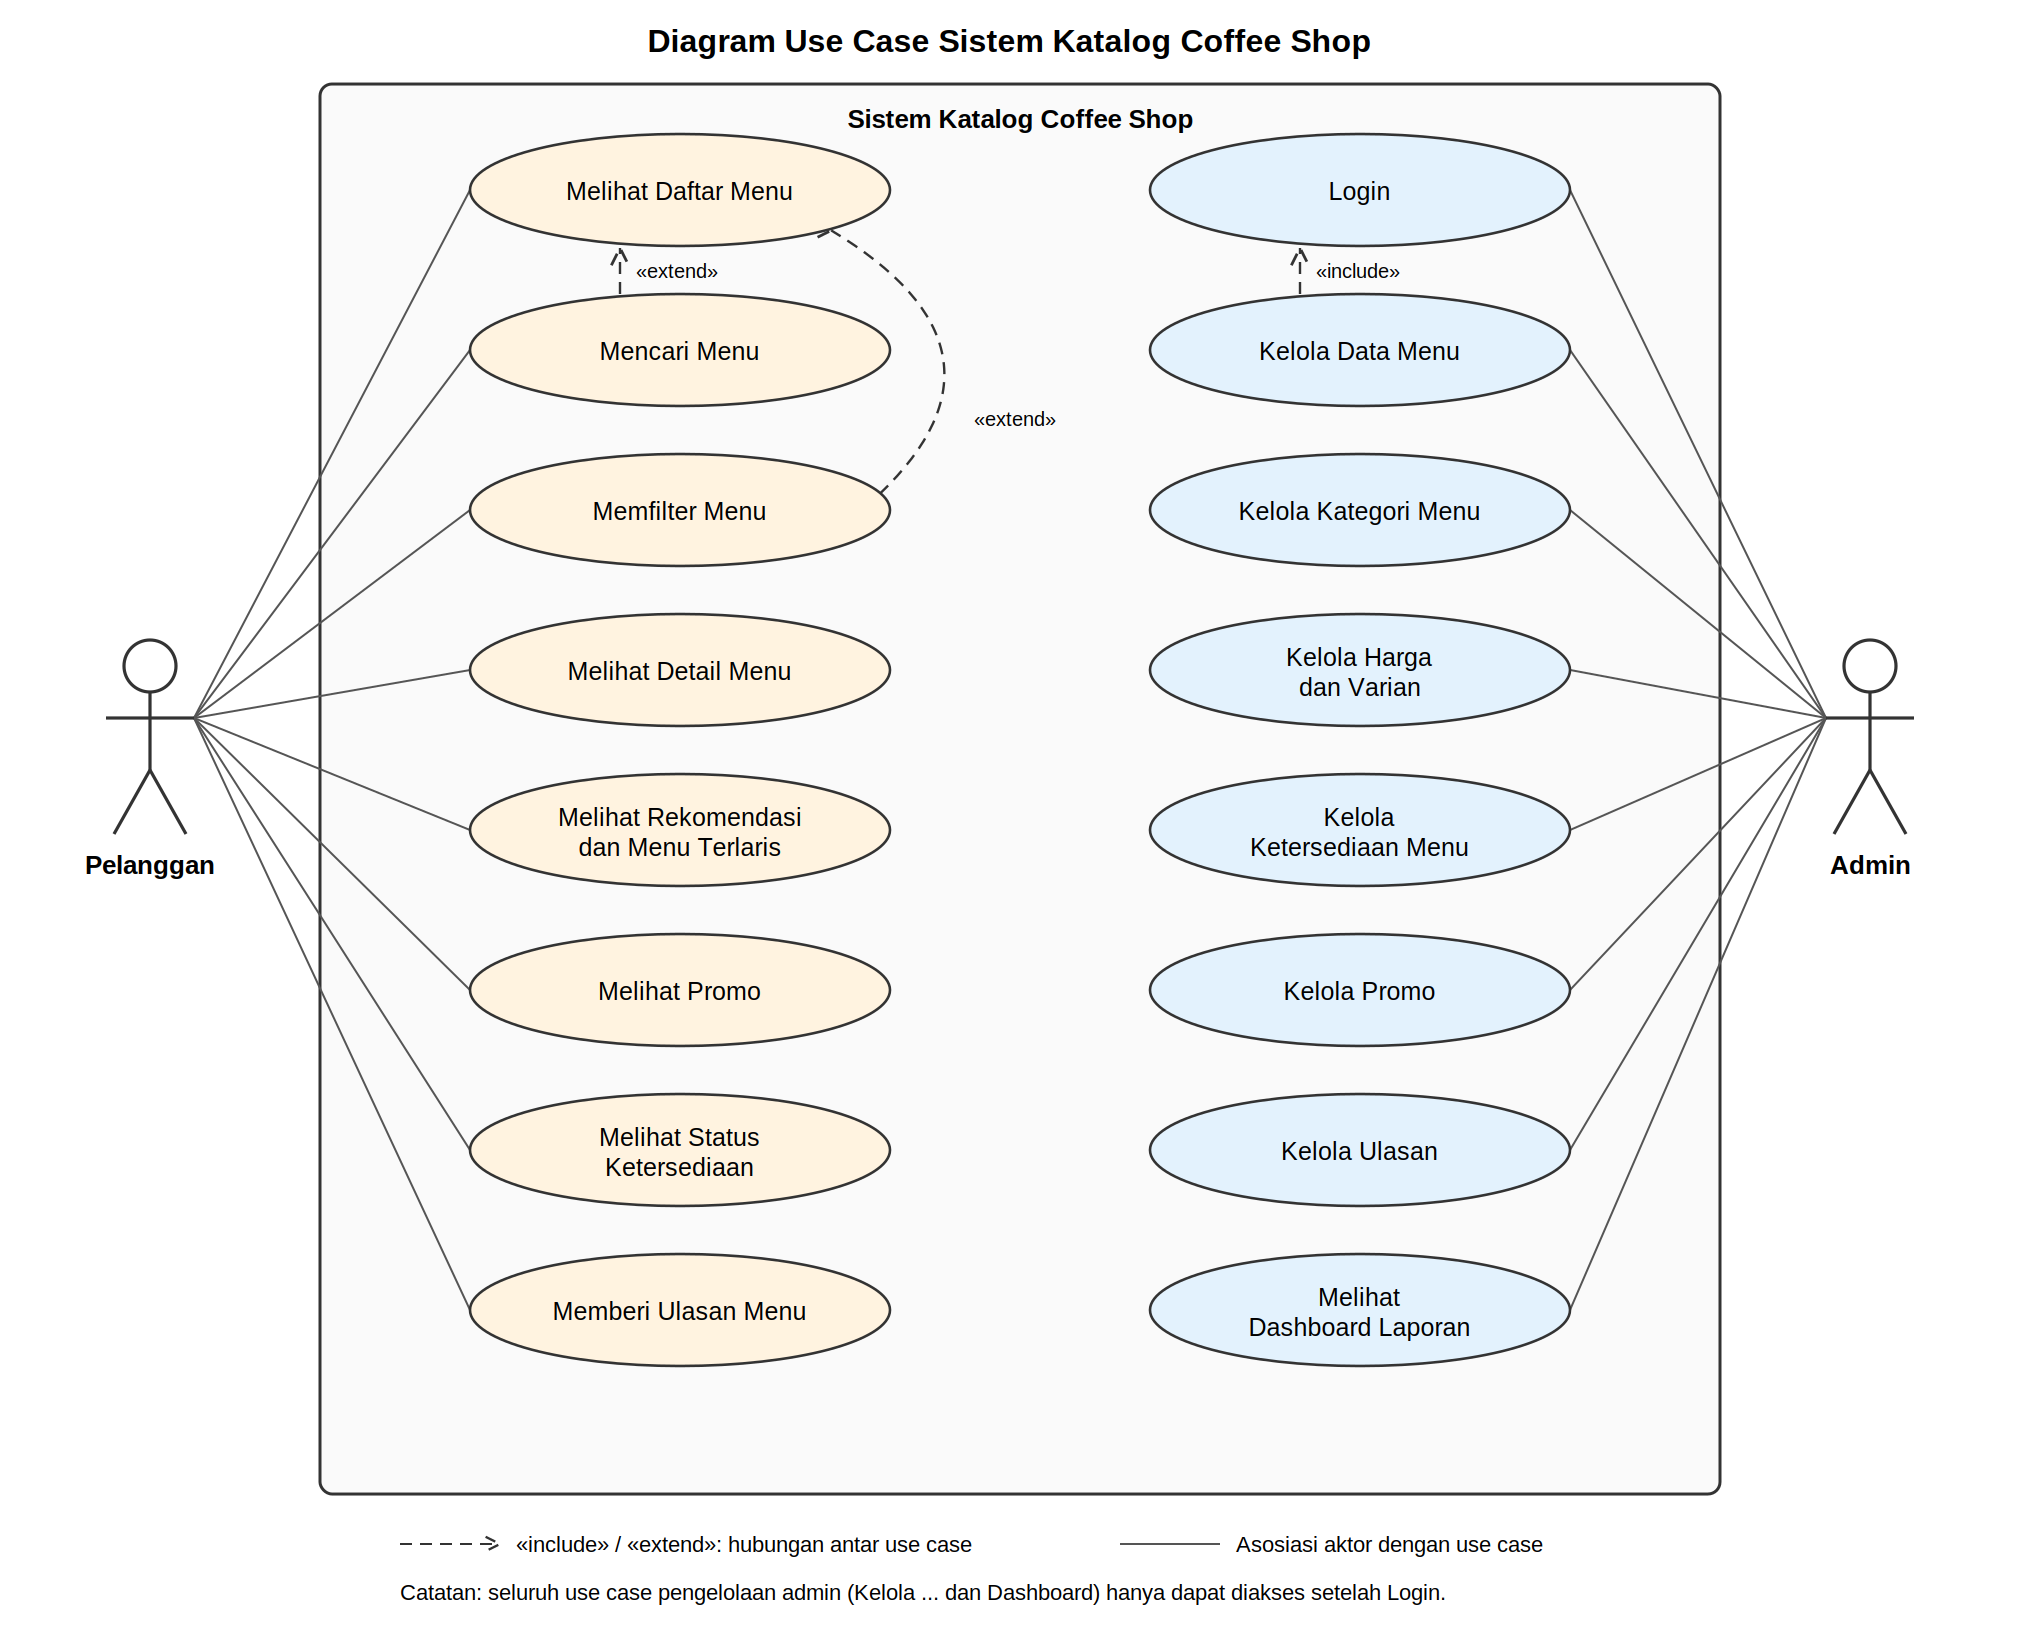 Diagram Use Case Sistem Katalog Coffee Shop
Sistem Katalog Coffee Shop
Melihat Daftar Menu
«extend»
Mencari Menu
«extend»
Memfilter Menu
Melihat Detail Menu
Melihat Rekomendasi
dan Menu Terlaris
Melihat Promo
Melihat Status
Ketersediaan
Memberi Ulasan Menu
Login
«include»
Kelola Data Menu
Kelola Kategori Menu
Kelola Harga
dan Varian
Kelola
Ketersediaan Menu
Kelola Promo
Kelola Ulasan
Melihat
Dashboard Laporan
Pelanggan
Admin
«include» / «extend»: hubungan antar use case
Asosiasi aktor dengan use case
Catatan: seluruh use case pengelolaan admin (Kelola ... dan Dashboard) hanya dapat diakses setelah Login.